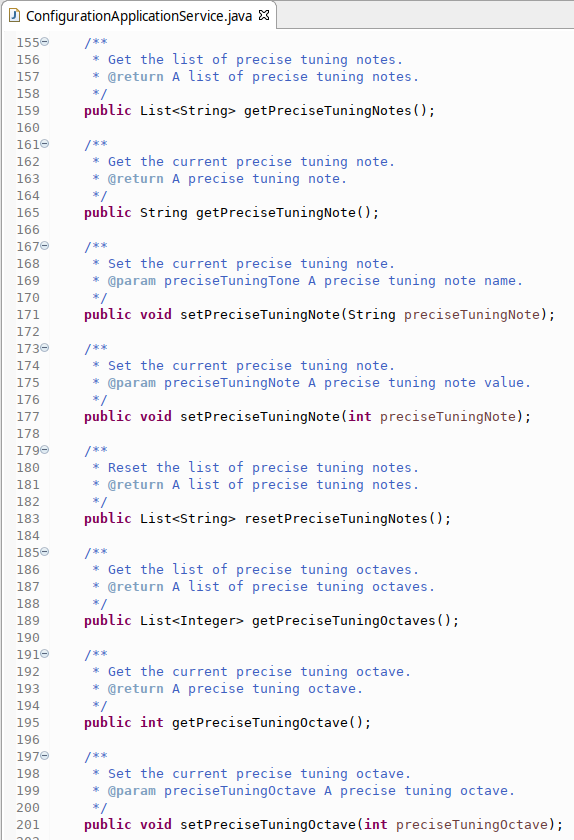 ConfigurationApplicationService.java
155 /**
156 * Get the list of precise tuning notes.
157 * @return A list of precise tuning notes.
158 */
159 public List<String> getPreciseTuningNotes();
160
161 /**
162 * Get the current precise tuning note.
163 * @return A precise tuning note.
164 */
165 public String getPreciseTuningNote();
166
167 /**
168 * Set the current precise tuning note.
169 * @param preciseTuningTone A precise tuning note name.
170 */
171 public void setPreciseTuningNote(String preciseTuningNote);
172
173 /**
174 * Set the current precise tuning note.
175 * @param preciseTuningNote A precise tuning note value.
176 */
177 public void setPreciseTuningNote(int preciseTuningNote);
178
179 /**
180 * Reset the list of precise tuning notes.
181 * @return A list of precise tuning notes.
182 */
183 public List<String> resetPreciseTuningNotes();
184
185 /**
186 * Get the list of precise tuning octaves.
187 * @return A list of precise tuning octaves.
188 */
189 public List<Integer> getPreciseTuningOctaves();
190
191 /**
192 * Get the current precise tuning octave.
193 * @return A precise tuning octave.
194 */
195 public int getPreciseTuningOctave();
196
197 /**
198 * Set the current precise tuning octave.
199 * @param preciseTuningOctave A precise tuning octave.
200 */
201 public void setPreciseTuningOctave(int preciseTuningOctave);